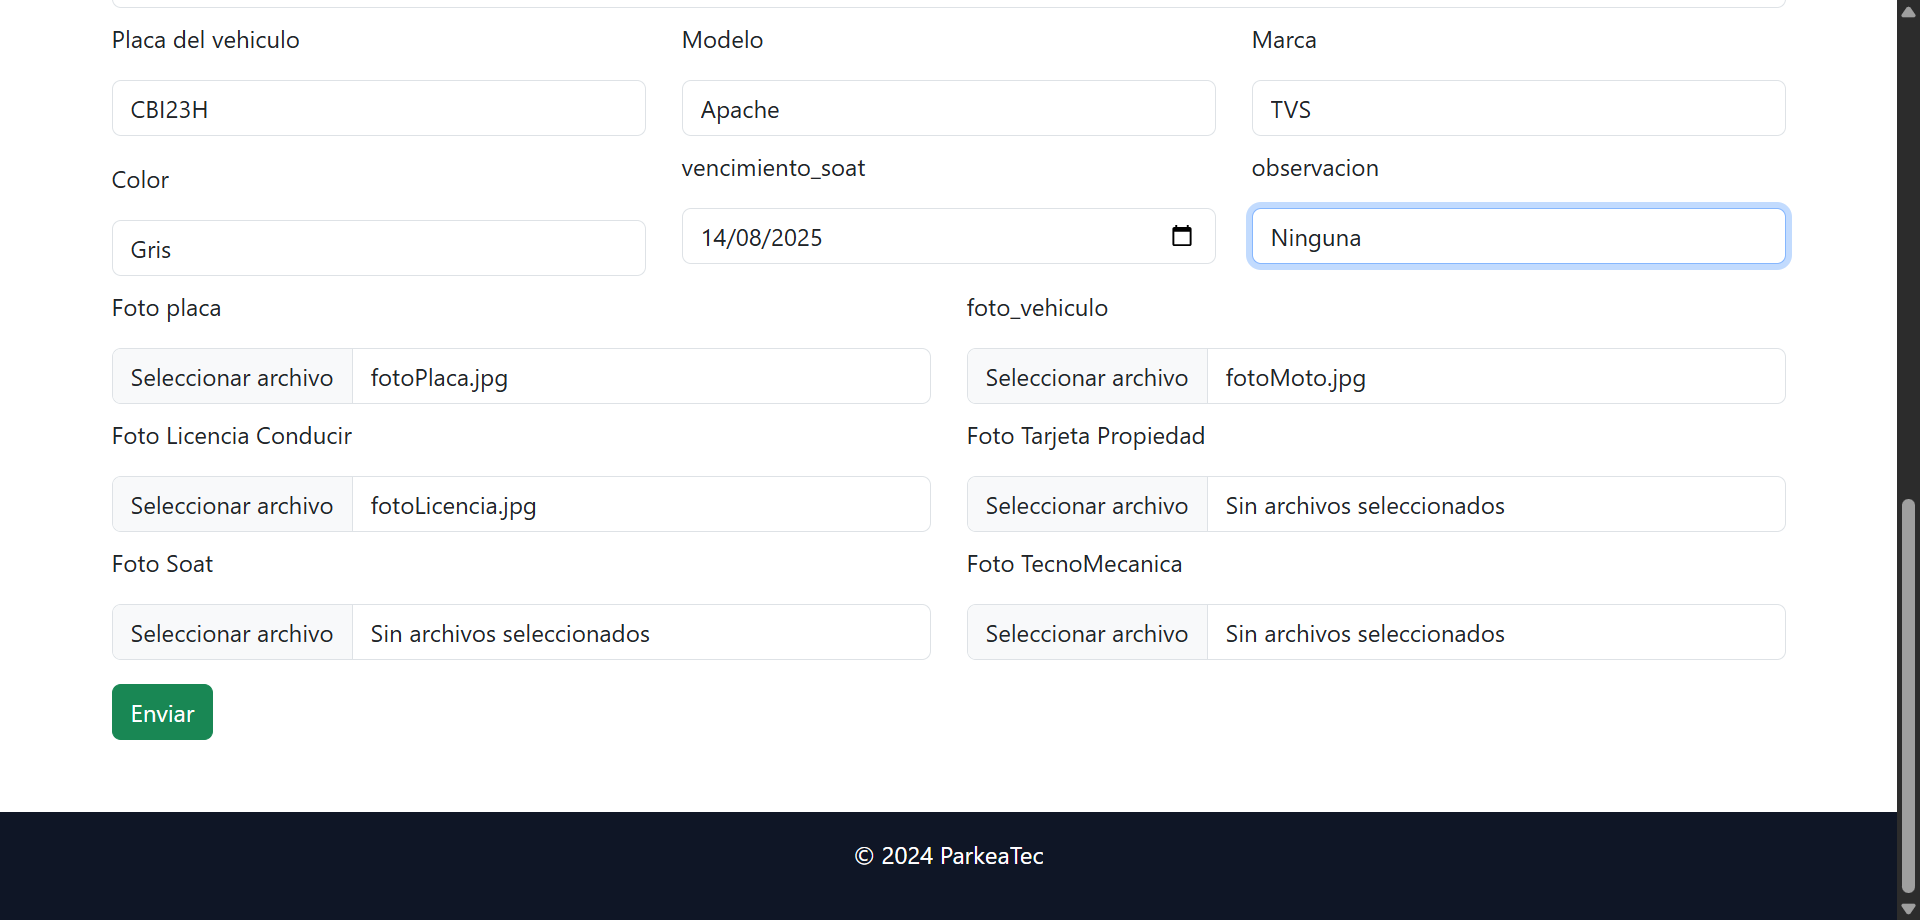 Placa del vehiculo
Modelo
Marca
CBI23H
Apache
TVS
Color
vencimiento_soat
observacion
Gris
14/08/2025
Ninguna
Foto placa
foto_vehiculo
Seleccionar archivo fotoPlaca.jpg
Seleccionar archivo fotoMoto.jpg
Foto Licencia Conducir
Foto Tarjeta Propiedad
Seleccionar archivo fotoLicencia.jpg
Seleccionar archivo Sin archivos seleccionados
Foto Soat
Foto TecnoMecanica
Seleccionar archivo Sin archivos seleccionados
Seleccionar archivo Sin archivos seleccionados
Enviar
© 2024 ParkeaTec